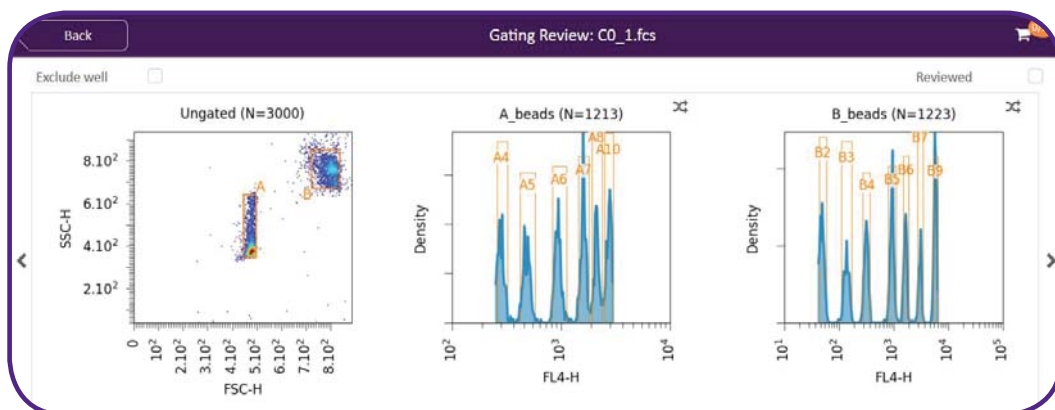 Back
Gating Review: C0_1.fcs
Exclude well
Reviewed
Ungated (N=3000)
A_beads (N=1213)
B_beads (N=1223)
SSC-H
8.10²
6.10²
4.10²
2.10²
A
B
0
10²
2.10²
3.10²
4.10²
5.10²
6.10²
7.10²
8.10²
FSC-H
Density
A4
A5
A6
A7
A8
A10
10²
10³
10⁴
FL4-H
Density
B2
B3
B4
B5
B6
B7
B9
10¹
10²
10³
10⁴
10⁵
FL4-H